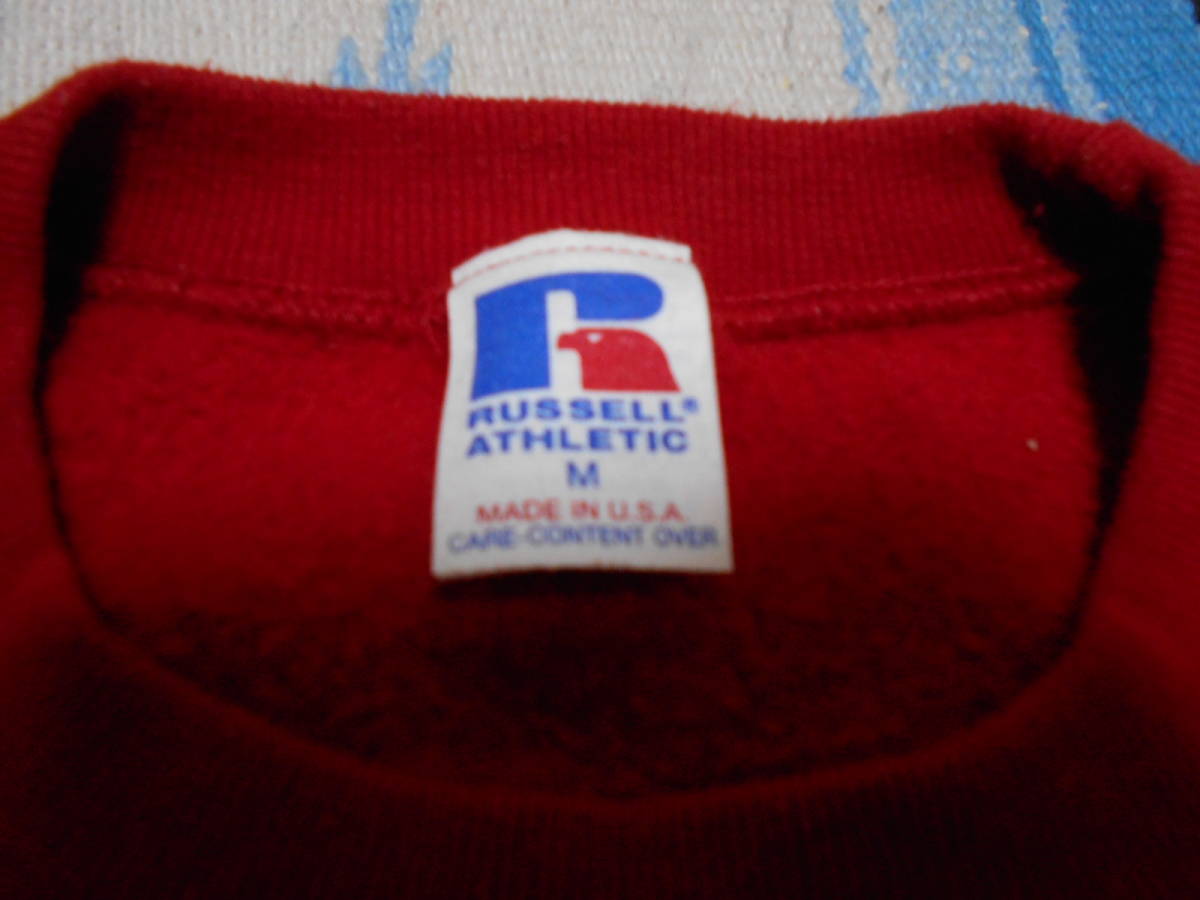 R
RUSSELL®
ATHLETIC
M
MADE IN U.S.A.
CARE-CONTENT OVER